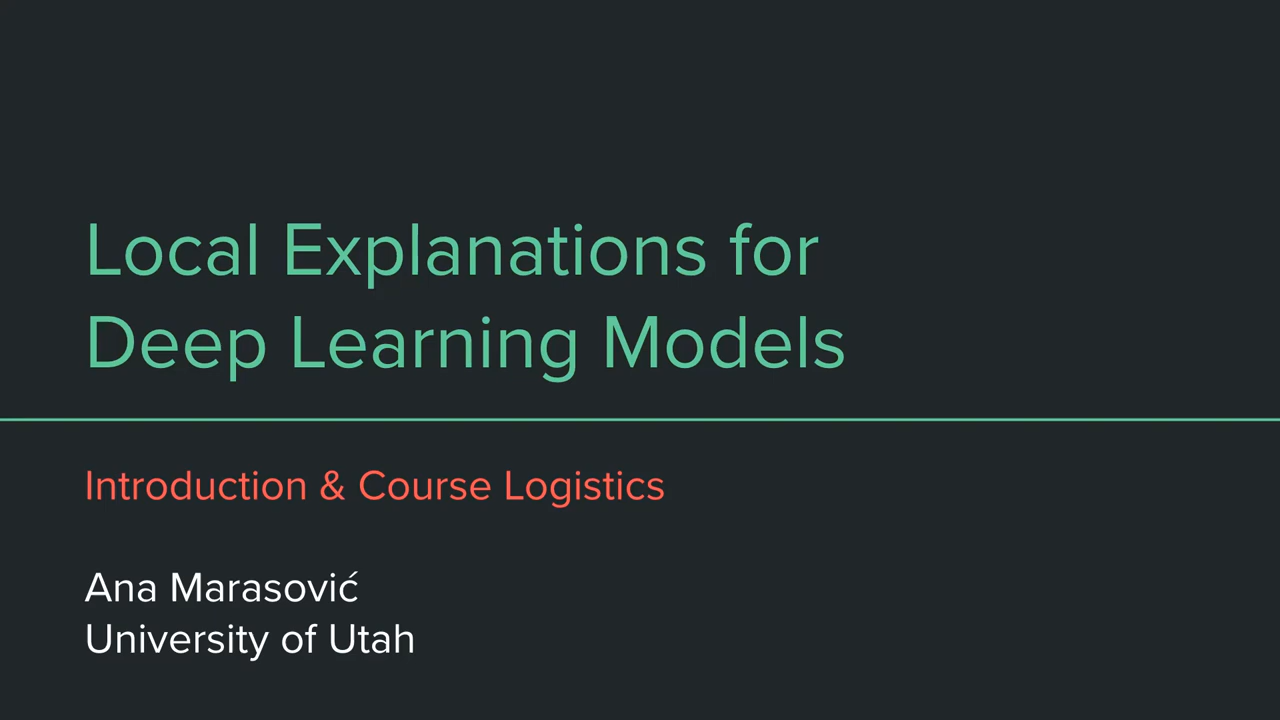 Local Explanations for
Deep Learning Models
Introduction & Course Logistics
Ana Marasović
University of Utah